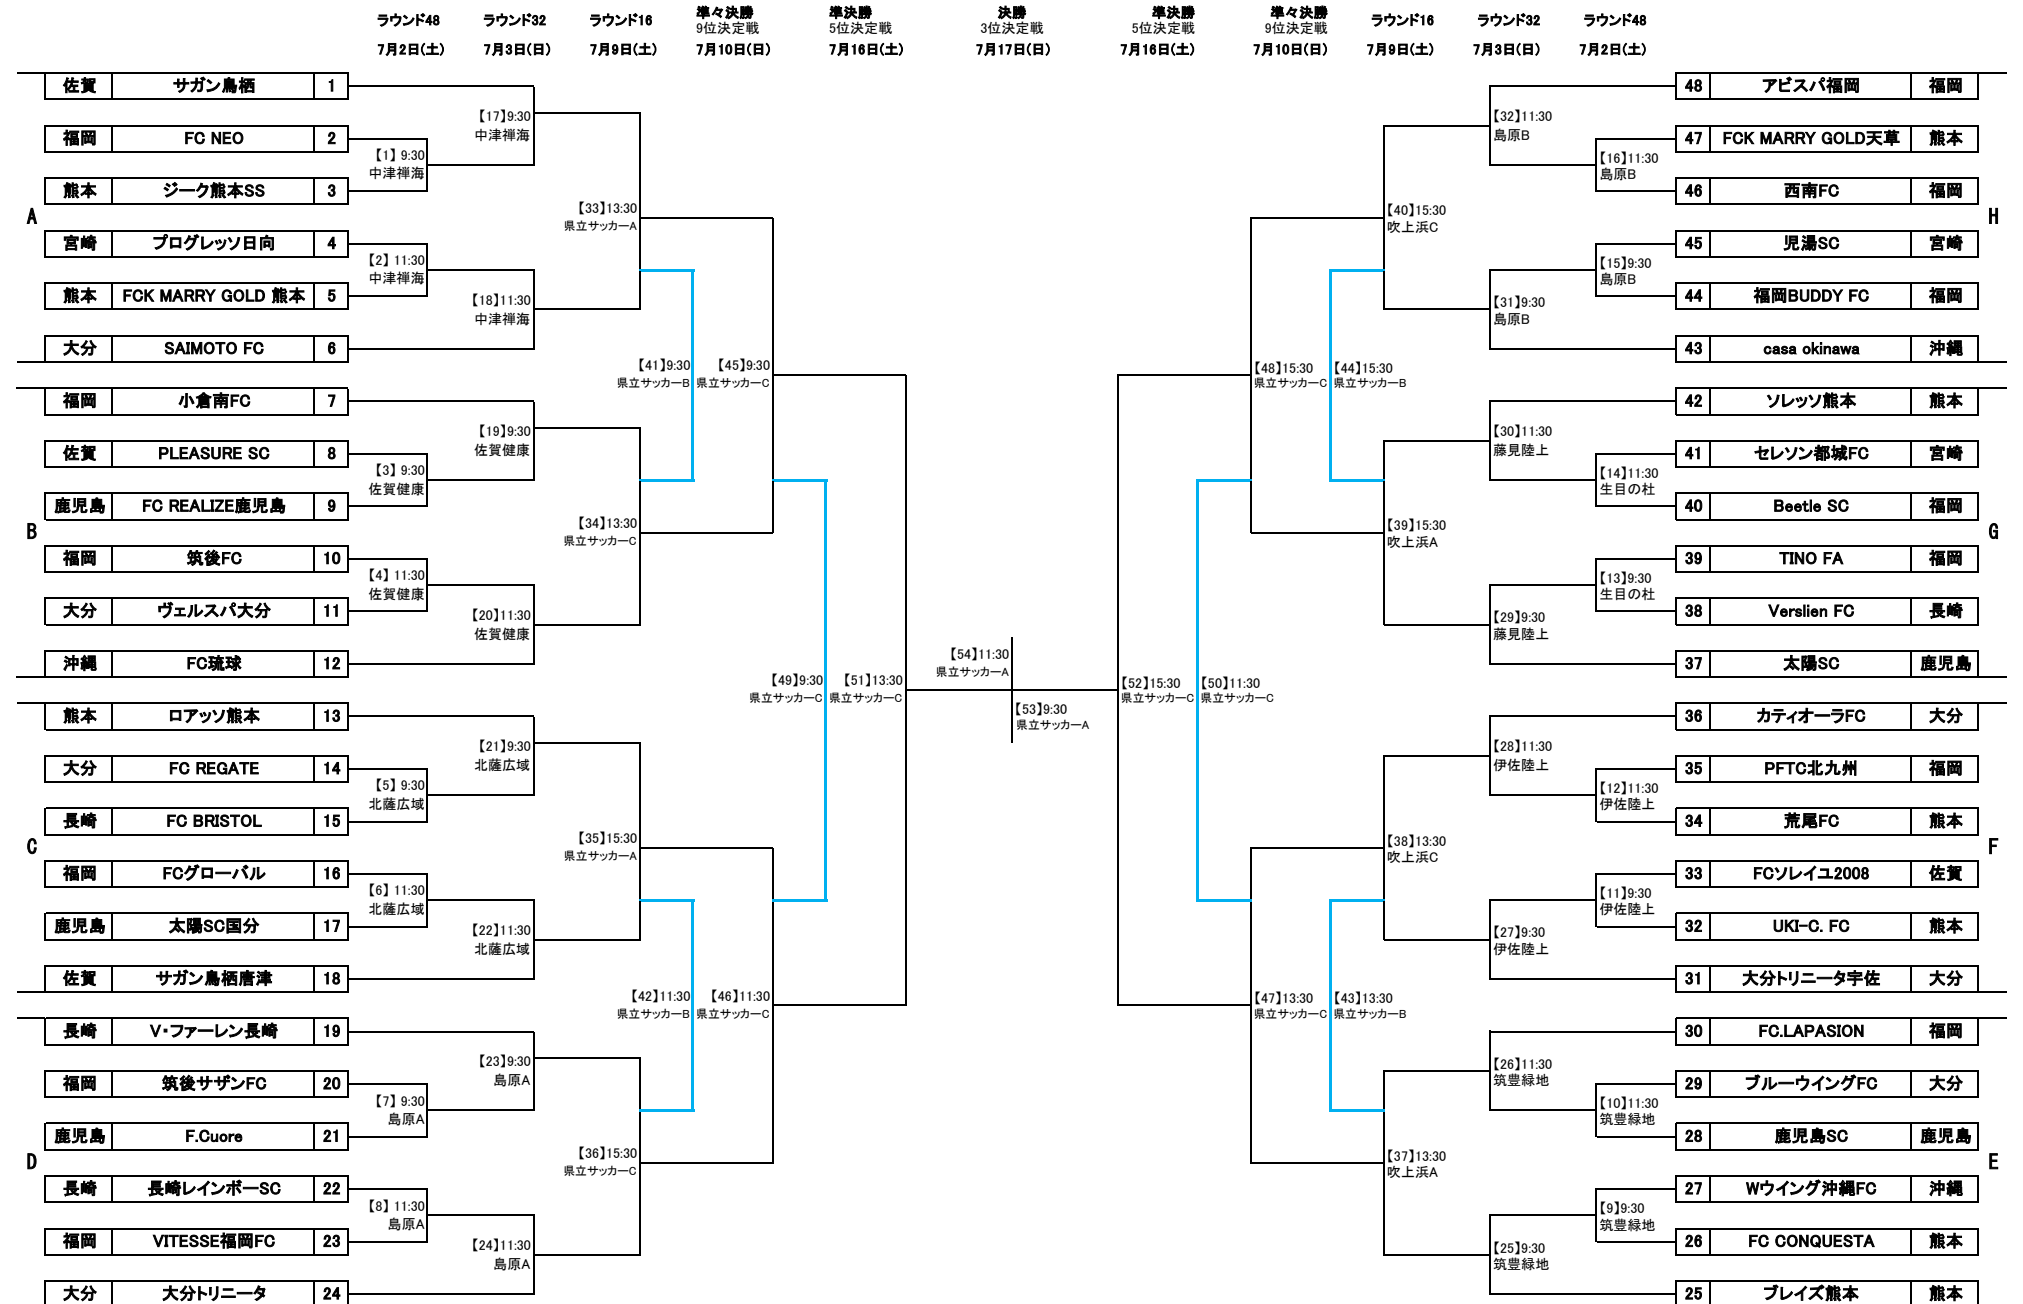 ラウンド48 ラウンド32 ラウンド16 準々決勝 準決勝 決勝 準決勝 準々決勝 ラウンド16 ラウンド32 ラウンド48
9位決定戦 5位決定戦 3位決定戦 5位決定戦 9位決定戦
7月2日(土) 7月3日(日) 7月9日(土) 7月10日(日) 7月16日(土) 7月17日(日) 7月16日(土) 7月10日(日) 7月9日(土) 7月3日(日) 7月2日(土)
A
佐賀 サガン鳥栖 1
福岡 FC NEO 2
熊本 ジーク熊本SS 3
宮崎 プログレッソ日向 4
熊本 FCK MARRY GOLD 熊本 5
大分 SAIMOTO FC 6
B
福岡 小倉南FC 7
佐賀 PLEASURE SC 8
鹿児島 FC REALIZE鹿児島 9
福岡 筑後FC 10
大分 ヴェルスパ大分 11
沖縄 FC琉球 12
C
熊本 ロアッソ熊本 13
大分 FC REGATE 14
長崎 FC BRISTOL 15
福岡 FCグローバル 16
鹿児島 太陽SC国分 17
佐賀 サガン鳥栖唐津 18
D
長崎 V・ファーレン長崎 19
福岡 筑後サザンFC 20
鹿児島 F.Cuore 21
長崎 長崎レインボーSC 22
福岡 VITESSE福岡FC 23
大分 大分トリニータ 24
【1】 9:30
中津禅海
【2】 11:30
中津禅海
【3】 9:30
佐賀健康
【4】 11:30
佐賀健康
【5】 9:30
北薩広域
【6】 11:30
北薩広域
【7】 9:30
島原A
【8】 11:30
島原A
【17】9:30
中津禅海
【18】11:30
中津禅海
【19】9:30
佐賀健康
【20】11:30
佐賀健康
【21】9:30
北薩広域
【22】11:30
北薩広域
【23】9:30
島原A
【24】11:30
島原A
【33】13:30
県立サッカーA
【34】13:30
県立サッカーC
【35】15:30
県立サッカーA
【36】15:30
県立サッカーC
【41】9:30
県立サッカーB
【42】11:30
県立サッカーB
【45】9:30
県立サッカーC
【46】11:30
県立サッカーC
【49】9:30
県立サッカーC
【51】13:30
県立サッカーC
【54】11:30
県立サッカーA
【53】9:30
県立サッカーA
【52】15:30
県立サッカーC
【50】11:30
県立サッカーC
【48】15:30
県立サッカーC
【47】13:30
県立サッカーC
【44】15:30
県立サッカーB
【43】13:30
県立サッカーB
【40】15:30
吹上浜C
【39】15:30
吹上浜A
【38】13:30
吹上浜C
【37】13:30
吹上浜A
【32】11:30
島原B
【31】9:30
島原B
【30】11:30
藤見陸上
【29】9:30
藤見陸上
【28】11:30
伊佐陸上
【27】9:30
伊佐陸上
【26】11:30
筑豊緑地
【25】9:30
筑豊緑地
【16】11:30
島原B
【15】9:30
島原B
【14】11:30
生目の杜
【13】9:30
生目の杜
【12】11:30
伊佐陸上
【11】9:30
伊佐陸上
【10】11:30
筑豊緑地
【9】9:30
筑豊緑地
48 アビスパ福岡 福岡
47 FCK MARRY GOLD天草 熊本
46 西南FC 福岡
45 児湯SC 宮崎
44 福岡BUDDY FC 福岡
43 casa okinawa 沖縄
H
42 ソレッソ熊本 熊本
41 セレソン都城FC 宮崎
40 Beetle SC 福岡
39 TINO FA 福岡
38 Verslien FC 長崎
37 太陽SC 鹿児島
G
36 カティオーラFC 大分
35 PFTC北九州 福岡
34 荒尾FC 熊本
33 FCソレイユ2008 佐賀
32 UKI-C. FC 熊本
31 大分トリニータ宇佐 大分
F
30 FC.LAPASION 福岡
29 ブルーウイングFC 大分
28 鹿児島SC 鹿児島
27 Wウイング沖縄FC 沖縄
26 FC CONQUESTA 熊本
25 ブレイズ熊本 熊本
E